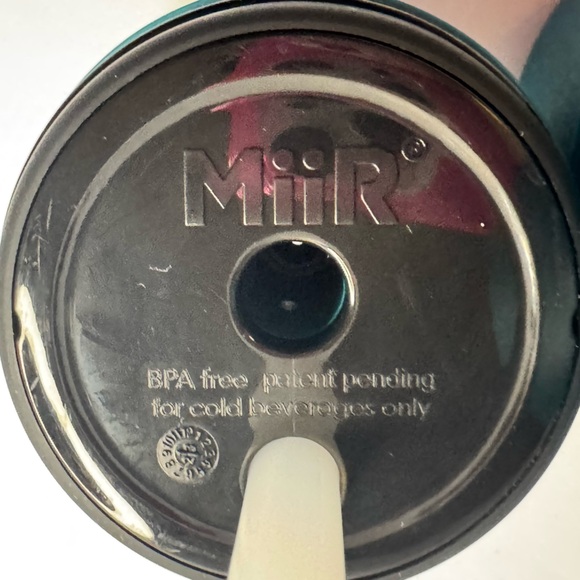 MiiR®
BPA free patent pending
for cold beverages only